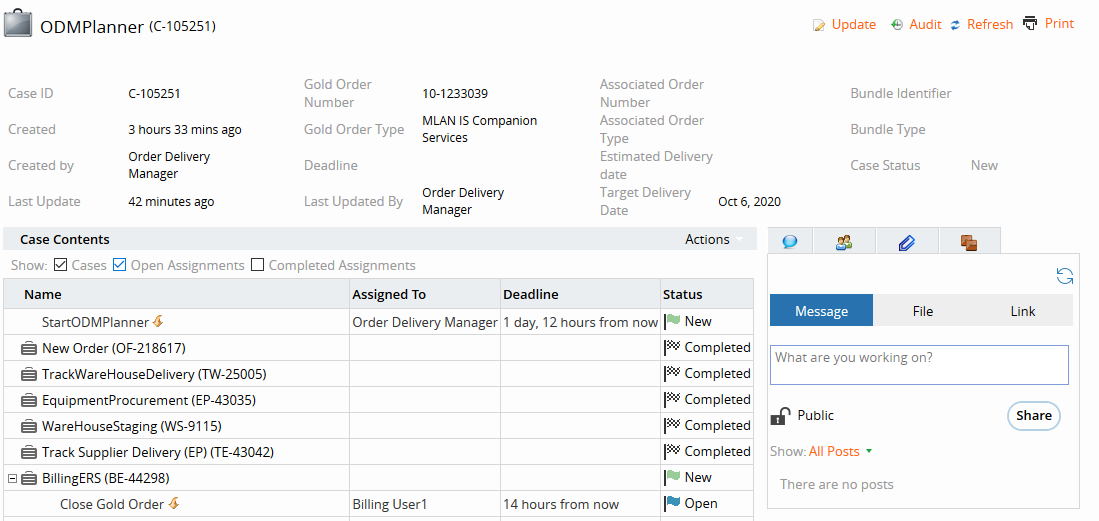 ODMPlanner (C-105251)
Update Audit Refresh Print
Case ID C-105251 Gold Order Number 10-1233039 Associated Order Number Bundle Identifier
Created 3 hours 33 mins ago Gold Order Type MLAN IS Companion Services Associated Order Type Bundle Type
Created by Order Delivery Manager Deadline Estimated Delivery date Case Status New
Last Update 42 minutes ago Last Updated By Order Delivery Manager Target Delivery Date Oct 6, 2020
Case Contents Actions
Show: Cases Open Assignments Completed Assignments
Name Assigned To Deadline Status
StartODMPlanner Order Delivery Manager 1 day, 12 hours from now New
New Order (OF-218617) Completed
TrackWareHouseDelivery (TW-25005) Completed
EquipmentProcurement (EP-43035) Completed
WareHouseStaging (WS-9115) Completed
Track Supplier Delivery (EP) (TE-43042) Completed
BillingERS (BE-44298) New
Close Gold Order Billing User1 14 hours from now Open
Message File Link
What are you working on?
Public Share
Show: All Posts
There are no posts